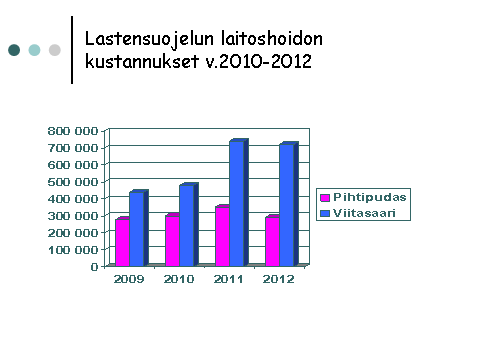 Lastensuojelun laitoshoidon
kustannukset v.2010-2012
800 000
700 000
600 000
500 000
400 000
300 000
200 000
100 000
0
2009 2010 2011 2012
Pihtipudas
Viitasaari